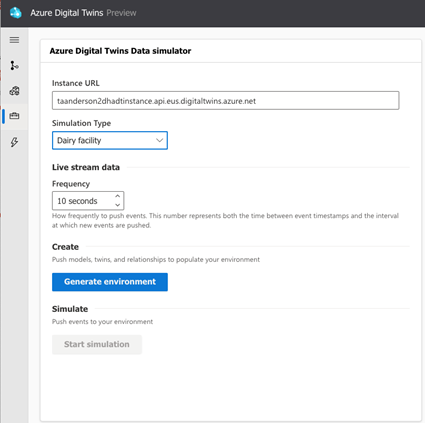 Azure Digital Twins Preview
Azure Digital Twins Data simulator
Instance URL
taanderson2dhadtinstance.api.eus.digitaltwins.azure.net
Simulation Type
Dairy facility
Live stream data
Frequency
10 seconds
How frequently to push events. This number represents both the time between event timestamps and the interval
at which new events are pushed.
Create
Push models, twins, and relationships to populate your environment
Generate environment
Simulate
Push events to your environment
Start simulation